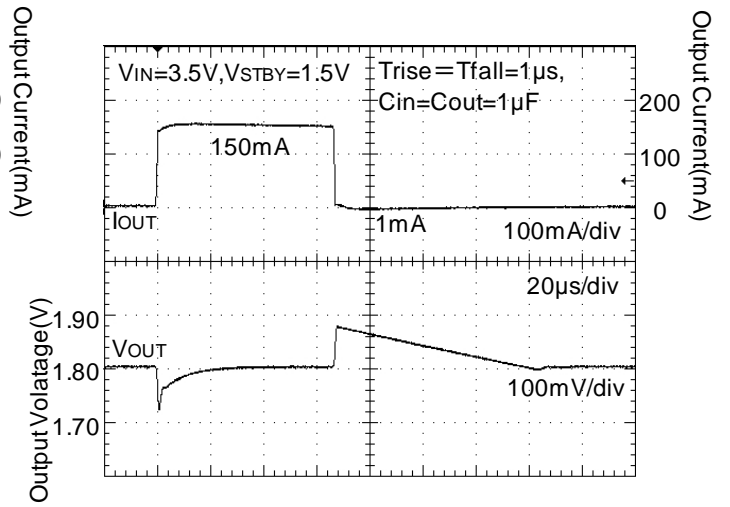 Output Current(mA)
VIN=3.5V,VSTBY=1.5V
Trise=Tfall=1µs,
Cin=Cout=1µF
200
150mA
100
Output Current(mA)
IOUT
1mA
0
100mA/div
20µs/div
Output Volatage(V)
1.90
VOUT
1.80
100mV/div
1.70